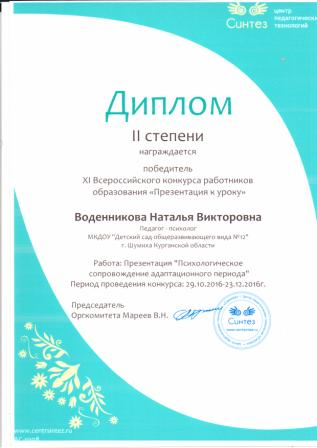 Синтез
центр
педагогических
технологий
Диплом
II степени
награждается
победитель
XI Всероссийского конкурса работников
образования «Презентация к уроку»
Воденникова Наталья Викторовна
Педагог - психолог
МКДОУ "Детский сад общеразвивающего вида №12"
г. Шумиха Курганской области
Работа: Презентация "Психологическое
сопровождение адаптационного периода"
Период проведения конкурса: 29.10.2016-23.12.2016г.
Председатель
Оргкомитета Мареев В.Н.
Синтез
www.centrsintez.ru